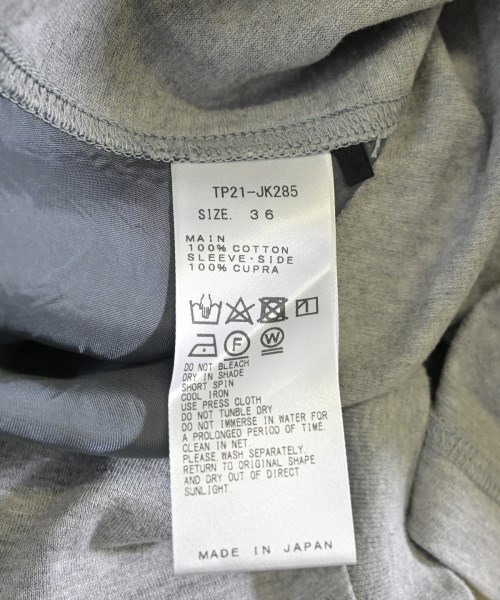 TP21-JK285
SIZE. 36
MAIN
100% COTTON
SLEEVE・SIDE
100% CUPRA
F W
DO NOT BLEACH
DRY IN SHADE
SHORT SPIN
COOL IRON
USE PRESS CLOTH
DO NOT TUNBLE DRY
DO NOT IMMERSE IN WATER FOR
A PROLONGED PERIOD OF TIME.
CLEAN IN NET.
PLEASE WASH SEPARATELY.
RETURN TO ORIGINAL SHAPE
AND DRY OUT OF DIRECT
SUNLIGHT.
MADE IN JAPAN